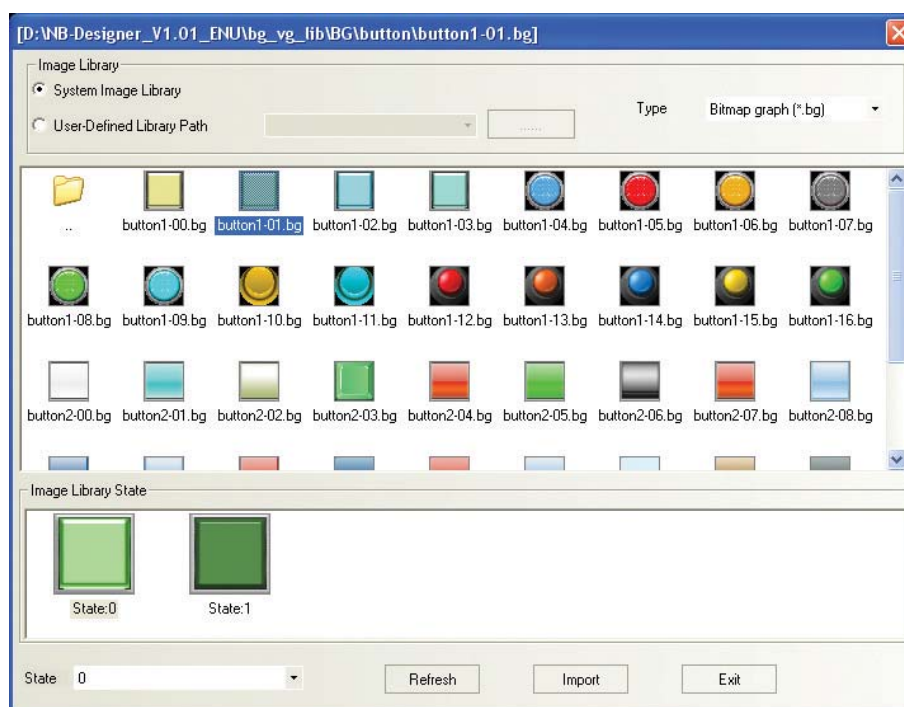 [D:\NB-Designer_V1.01_ENU\bg_vg_lib\BG\button\button1-01.bg]
Image Library
System Image Library
User-Defined Library Path
......
Type
Bitmap graph (*.bg)
..
button1-00.bg
button1-01.bg
button1-02.bg
button1-03.bg
button1-04.bg
button1-05.bg
button1-06.bg
button1-07.bg
button1-08.bg
button1-09.bg
button1-10.bg
button1-11.bg
button1-12.bg
button1-13.bg
button1-14.bg
button1-15.bg
button1-16.bg
button2-00.bg
button2-01.bg
button2-02.bg
button2-03.bg
button2-04.bg
button2-05.bg
button2-06.bg
button2-07.bg
button2-08.bg
Image Library State
State:0
State:1
State
0
Refresh
Import
Exit